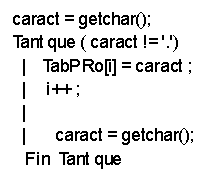 caract = getchar();
Tant que ( caract != '.')
| TabPRo[i] = caract ;
| i++ ;
|
| caract = getchar();
Fin Tant que